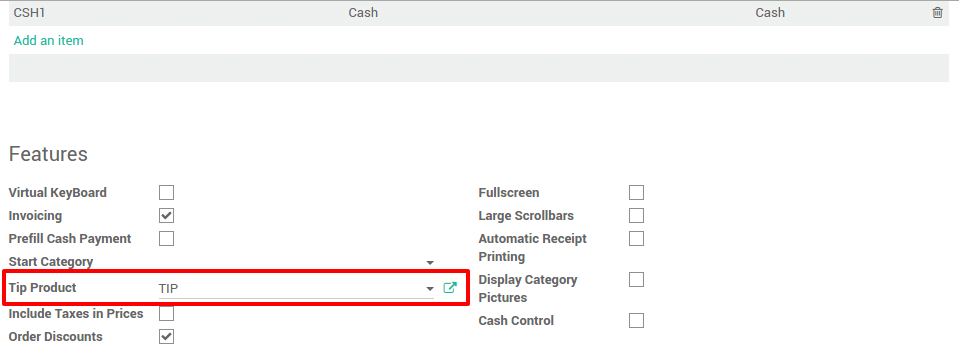 CSH1 Cash Cash
Add an item
Features
Virtual KeyBoard
Invoicing
Prefill Cash Payment
Start Category
Tip Product TIP
Include Taxes in Prices
Order Discounts
Fullscreen
Large Scrollbars
Automatic Receipt
Printing
Display Category
Pictures
Cash Control